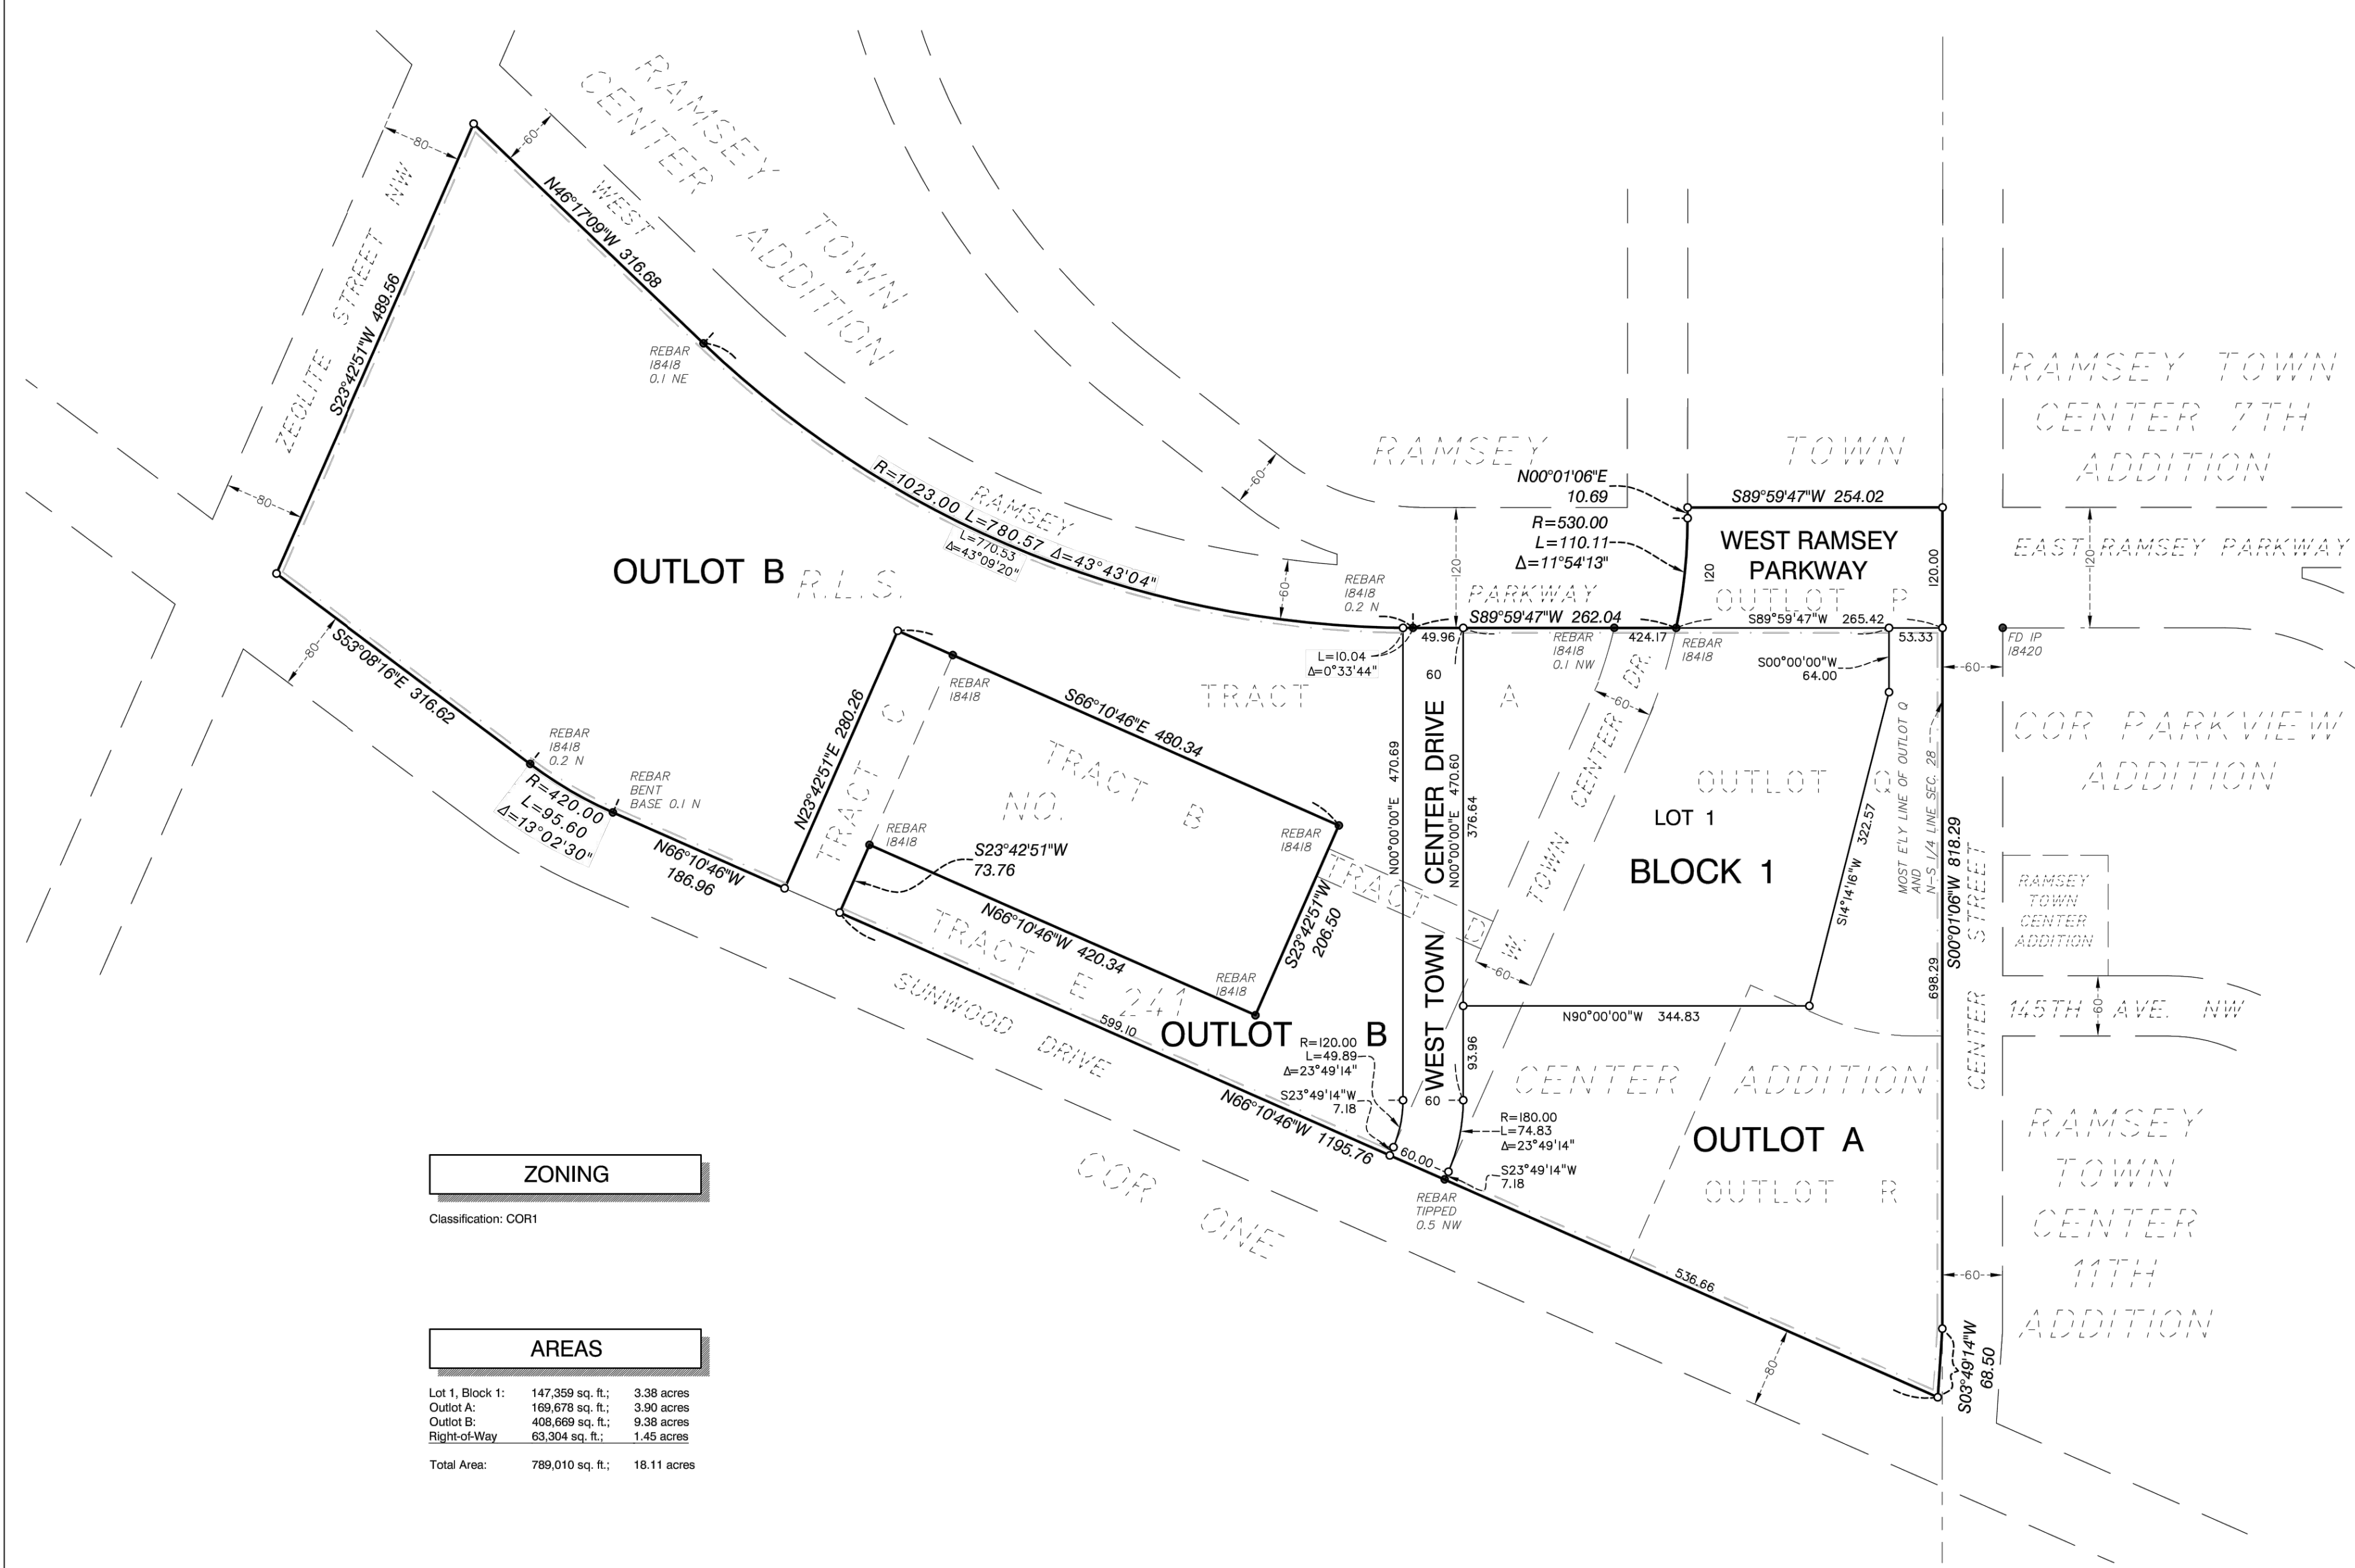 RAMSEY
CENTER
TOWN
ADDITION
-80-
-60-
ZEOLITE STREET NW
S23°42'51"W 489.56
N46°17'09"W 316.68
WEST
REBAR
18418
0.1 NE
-80-
R=1023.00 L=780.57 Δ=43°43'04"
L=770.53
Δ=43°09'20"
RAMSEY
-60-
-60-
RAMSEY TOWN
N00°01'06"E
10.69
R=530.00
L=110.11
Δ=11°54'13"
S89°59'47"W 254.02
WEST RAMSEY
PARKWAY
120
120.00
-120-
PARKWAY
OUTLOT P
REBAR
18418
0.2 N
S89°59'47"W 262.04
S89°59'47"W 265.42
49.96
REBAR
18418
0.1 NW
424.17
REBAR
18418
53.33
L=10.04
Δ=0°33'44"
60
S00°00'00"W
64.00
-60-
FD IP
18420
RAMSEY TOWN
CENTER 7TH
ADDITION
EAST RAMSEY PARKWAY
-120-
COR PARKVIEW
ADDITION
OUTLOT B
R.L.S.
S53°08'16"E 316.62
-80-
REBAR
18418
0.2 N
R=420.00
L=95.60
Δ=13°02'30"
REBAR
BENT
BASE 0.1 N
N66°10'46"W
186.96
N23°42'51"E 280.26
TRACT C
REBAR
18418
S66°10'46"E 480.34
TRACT B
NO.
REBAR
18418
S23°42'51"W
73.76
REBAR
18418
N66°10'46"W 420.34
S23°42'51"W
206.50
REBAR
18418
TRACT E
241
SUNWOOD DRIVE
599.10
OUTLOT B
TRACT A
TRACT D
N00°00'00"E 470.69
WEST TOWN CENTER DRIVE
N00°00'00"E 470.60
376.64
W. TOWN CENTER DR.
-60-
-60-
OUTLOT Q
LOT 1
BLOCK 1
S14°14'16"W 322.57
MOST E'LY LINE OF OUTLOT Q
AND
N-S 1/4 LINE SEC. 28
S00°01'06"W 818.29
698.29
CENTER STREET
RAMSEY
TOWN
CENTER
ADDITION
145TH AVE. NW
-60-
N90°00'00"W 344.83
93.96
R=120.00
L=49.89
Δ=23°49'14"
S23°49'14"W
7.18
60
R=180.00
L=74.83
Δ=23°49'14"
S23°49'14"W
7.18
60.00
N66°10'46"W 1195.76
REBAR
TIPPED
0.5 NW
CENTER ADDITION
OUTLOT A
OUTLOT R
536.66
-80-
-60-
S03°49'14"W
68.50
RAMSEY
TOWN
CENTER
11TH
ADDITION
COR ONE
ZONING
Classification: COR1
AREAS
Lot 1, Block 1: 147,359 sq. ft.; 3.38 acres
Outlot A: 169,678 sq. ft.; 3.90 acres
Outlot B: 408,669 sq. ft.; 9.38 acres
Right-of-Way 63,304 sq. ft.; 1.45 acres
Total Area: 789,010 sq. ft.; 18.11 acres